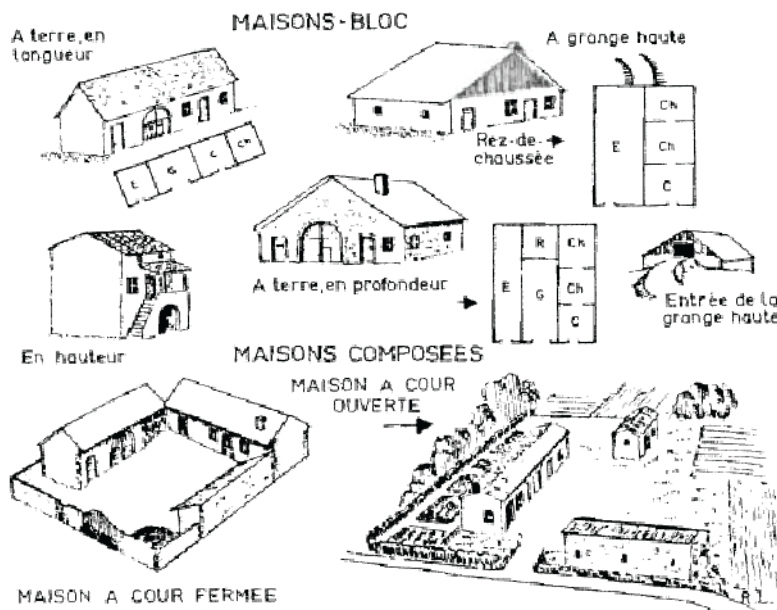 MAISONS-BLOC
A terre, en
longueur
E G C Ch
A grange haute
Rez-de-
chaussée
Ch
E Ch
C
En hauteur
A terre, en profondeur
R Ch
E G Ch
C
Entrée de la
grange haute
MAISONS COMPOSEES
MAISON A COUR
OUVERTE
MAISON A COUR FERMEE
R.L.